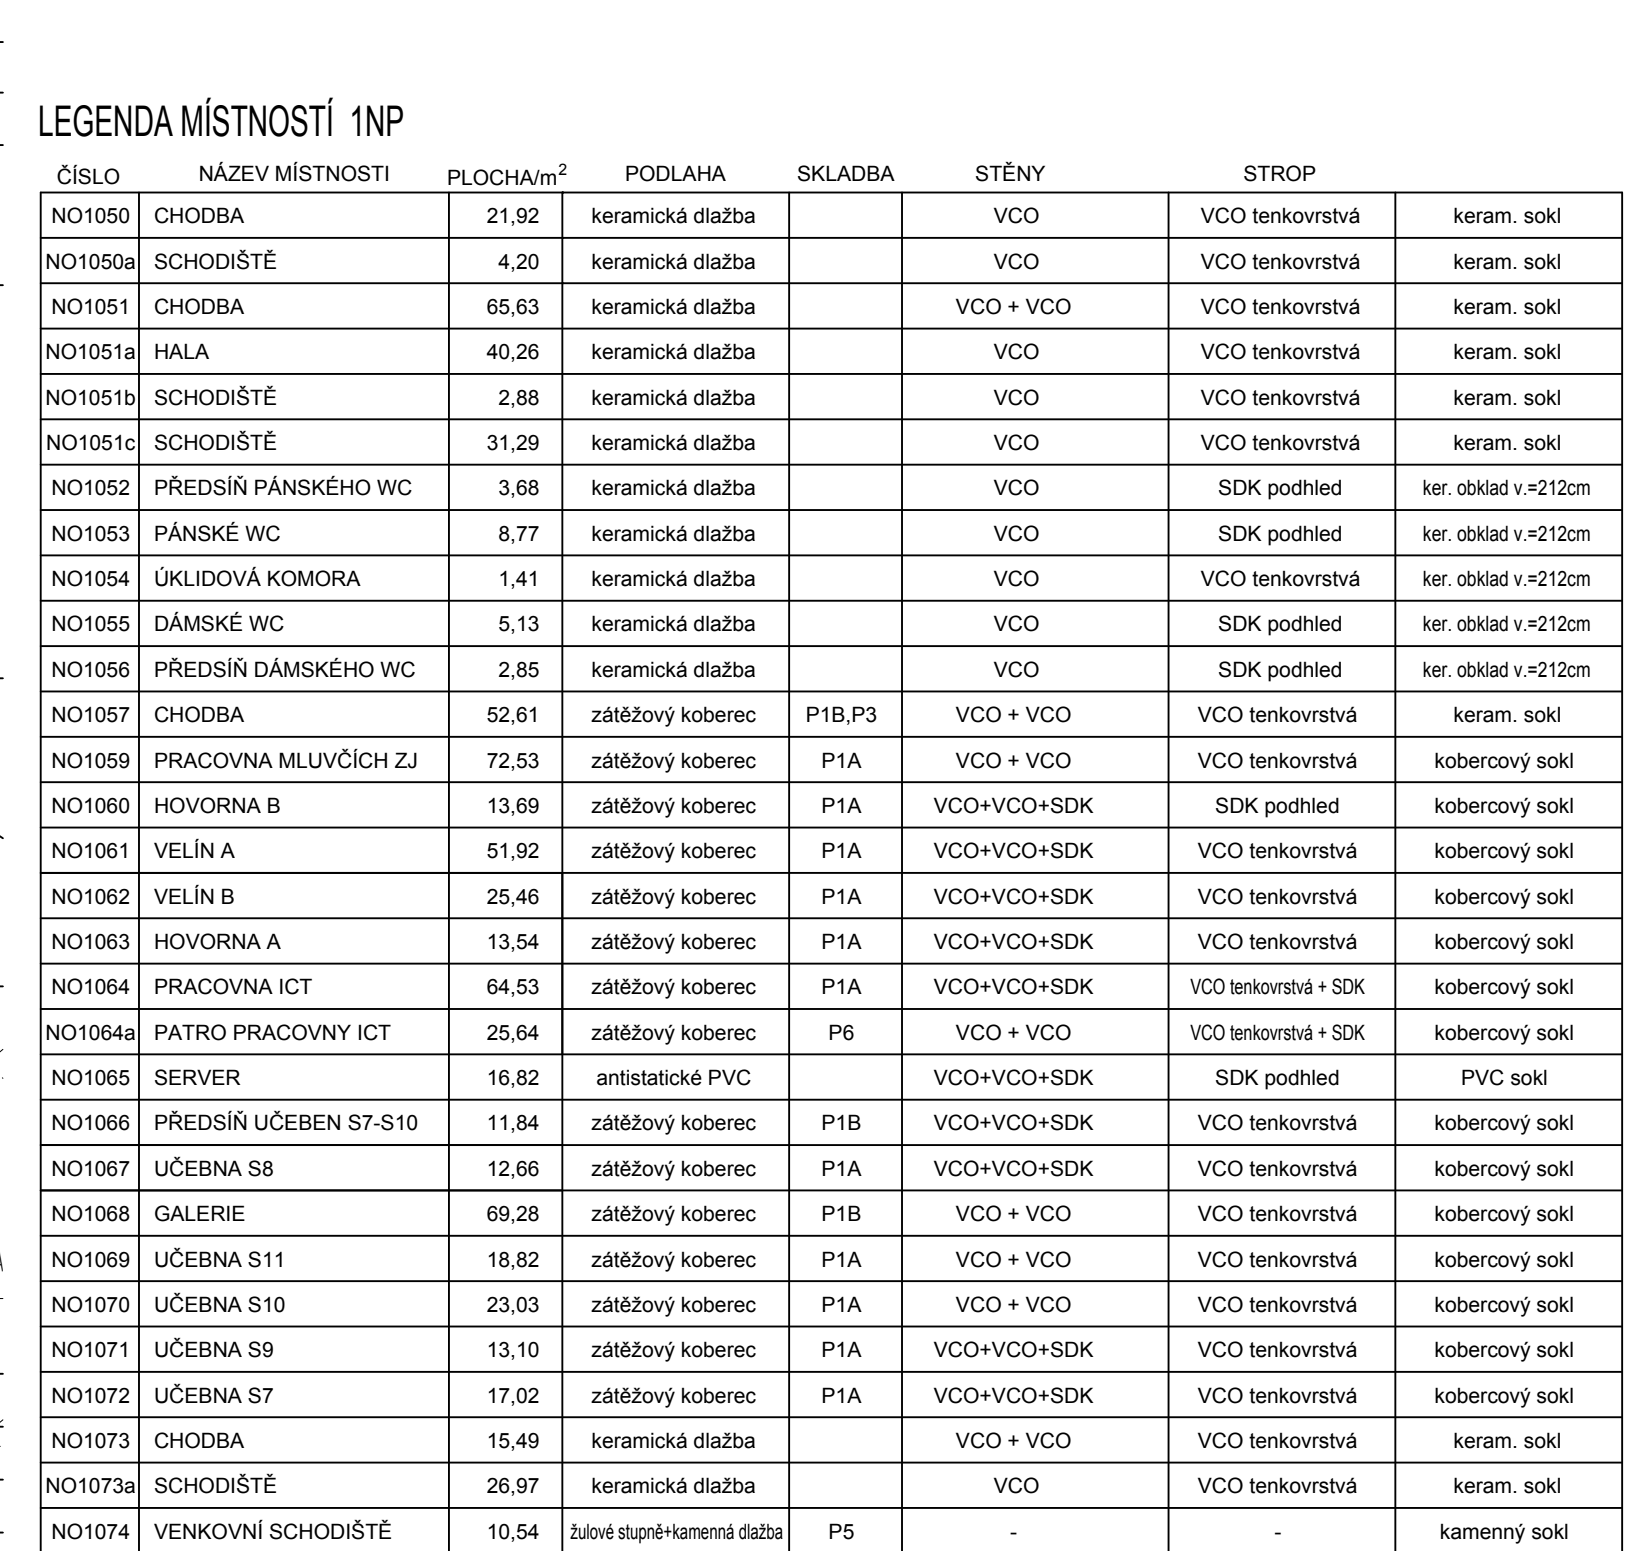 LEGENDA MÍSTNOSTÍ 1NP
ČÍSLO NÁZEV MÍSTNOSTI PLOCHA/m² PODLAHA SKLADBA STĚNY STROP
NO1050 CHODBA 21,92 keramická dlažba VCO VCO tenkovrstvá keram. sokl
NO1050a SCHODIŠTĚ 4,20 keramická dlažba VCO VCO tenkovrstvá keram. sokl
NO1051 CHODBA 65,63 keramická dlažba VCO + VCO VCO tenkovrstvá keram. sokl
NO1051a HALA 40,26 keramická dlažba VCO VCO tenkovrstvá keram. sokl
NO1051b SCHODIŠTĚ 2,88 keramická dlažba VCO VCO tenkovrstvá keram. sokl
NO1051c SCHODIŠTĚ 31,29 keramická dlažba VCO VCO tenkovrstvá keram. sokl
NO1052 PŘEDSÍŇ PÁNSKÉHO WC 3,68 keramická dlažba VCO SDK podhled ker. obklad v.=212cm
NO1053 PÁNSKÉ WC 8,77 keramická dlažba VCO SDK podhled ker. obklad v.=212cm
NO1054 ÚKLIDOVÁ KOMORA 1,41 keramická dlažba VCO VCO tenkovrstvá ker. obklad v.=212cm
NO1055 DÁMSKÉ WC 5,13 keramická dlažba VCO SDK podhled ker. obklad v.=212cm
NO1056 PŘEDSÍŇ DÁMSKÉHO WC 2,85 keramická dlažba VCO SDK podhled ker. obklad v.=212cm
NO1057 CHODBA 52,61 zátěžový koberec P1B,P3 VCO + VCO VCO tenkovrstvá keram. sokl
NO1059 PRACOVNA MLUVČÍCH ZJ 72,53 zátěžový koberec P1A VCO + VCO VCO tenkovrstvá kobercový sokl
NO1060 HOVORNA B 13,69 zátěžový koberec P1A VCO+VCO+SDK SDK podhled kobercový sokl
NO1061 VELÍN A 51,92 zátěžový koberec P1A VCO+VCO+SDK VCO tenkovrstvá kobercový sokl
NO1062 VELÍN B 25,46 zátěžový koberec P1A VCO+VCO+SDK VCO tenkovrstvá kobercový sokl
NO1063 HOVORNA A 13,54 zátěžový koberec P1A VCO+VCO+SDK VCO tenkovrstvá kobercový sokl
NO1064 PRACOVNA ICT 64,53 zátěžový koberec P1A VCO+VCO+SDK VCO tenkovrstvá + SDK kobercový sokl
NO1064a PATRO PRACOVNY ICT 25,64 zátěžový koberec P6 VCO + VCO VCO tenkovrstvá + SDK kobercový sokl
NO1065 SERVER 16,82 antistatické PVC VCO+VCO+SDK SDK podhled PVC sokl
NO1066 PŘEDSÍŇ UČEBEN S7-S10 11,84 zátěžový koberec P1B VCO+VCO+SDK VCO tenkovrstvá kobercový sokl
NO1067 UČEBNA S8 12,66 zátěžový koberec P1A VCO+VCO+SDK VCO tenkovrstvá kobercový sokl
NO1068 GALERIE 69,28 zátěžový koberec P1B VCO + VCO VCO tenkovrstvá kobercový sokl
NO1069 UČEBNA S11 18,82 zátěžový koberec P1A VCO + VCO VCO tenkovrstvá kobercový sokl
NO1070 UČEBNA S10 23,03 zátěžový koberec P1A VCO + VCO VCO tenkovrstvá kobercový sokl
NO1071 UČEBNA S9 13,10 zátěžový koberec P1A VCO+VCO+SDK VCO tenkovrstvá kobercový sokl
NO1072 UČEBNA S7 17,02 zátěžový koberec P1A VCO+VCO+SDK VCO tenkovrstvá kobercový sokl
NO1073 CHODBA 15,49 keramická dlažba VCO + VCO VCO tenkovrstvá keram. sokl
NO1073a SCHODIŠTĚ 26,97 keramická dlažba VCO VCO tenkovrstvá keram. sokl
NO1074 VENKOVNÍ SCHODIŠTĚ 10,54 žulové stupně+kamenná dlažba P5 - - kamenný sokl